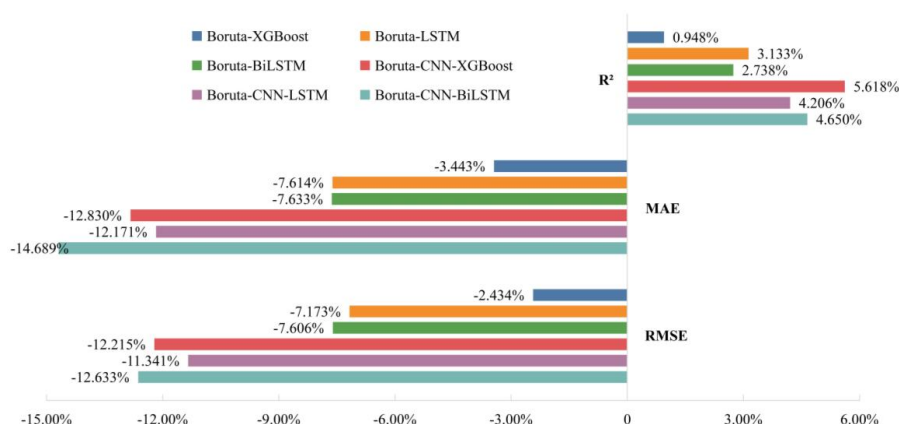 Boruta-XGBoost Boruta-LSTM
Boruta-BiLSTM Boruta-CNN-XGBoost
Boruta-CNN-LSTM Boruta-CNN-BiLSTM
0.948%
3.133%
2.738%
R²
5.618%
4.206%
4.650%
-3.443%
-7.614%
-7.633%
MAE
-12.830%
-12.171%
-14.689%
-2.434%
-7.173%
-7.606%
RMSE
-12.215%
-11.341%
-12.633%
-15.00% -12.00% -9.00% -6.00% -3.00% 0 3.00% 6.00%